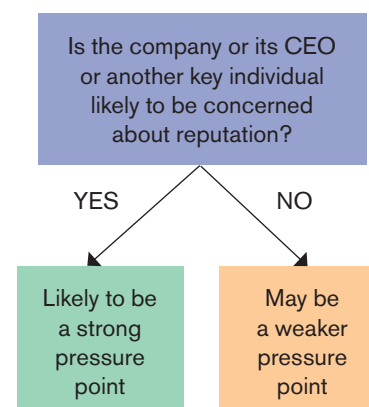 Is the company or its CEO
or another key individual
likely to be concerned
about reputation?
YES
NO
Likely to be
a strong
pressure
point
May be
a weaker
pressure
point